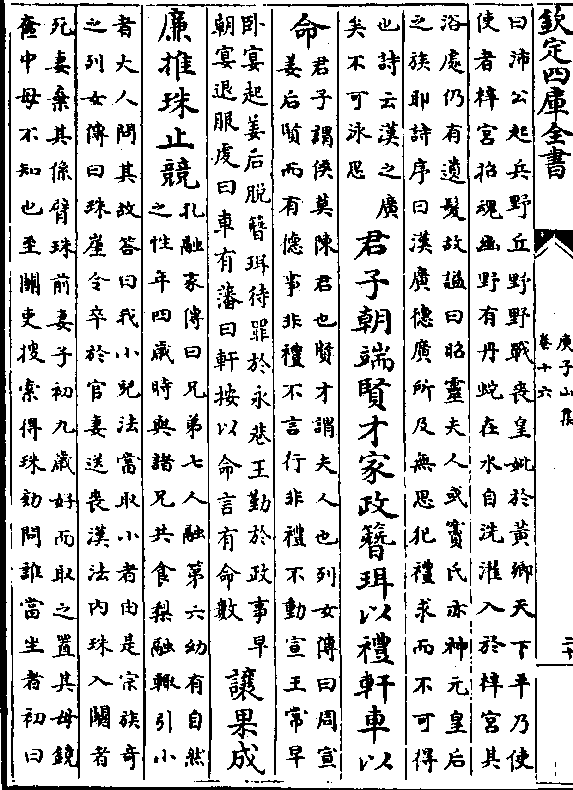 欽定四庫全書
庾子山集
卷十六
二十
曰沛公起兵野丘野野戰喪皇妣於黃鄉天下平乃使
使者梓宮招魂幽野有丹蛇在水自洗濯入於梓宮其
浴處仍有遺髮故諡曰昭靈夫人或竇氏亦神元皇后
之族耶詩序曰漢廣德廣所及無思犯禮求而不可得
也詩云漢之廣
矣不可泳思
君子朝端賢才家政簪珥以禮軒車以
命
君子謂侯莫陳君也賢才謂夫人也列女傳曰周宣
姜后賢而有德事非禮不言行非禮不動宣王常早
卧宴起姜后脫簪珥待罪於永巷王勤於政事早
朝宴退服虔曰車有藩曰軒按以命言有命數
讓果成
廉推珠止競
孔融家傳曰兄弟七人融第六幼有自然
之性年四歲時與諸兄共食梨融輒引小
者大人問其故答曰我小兒法當取小者由是宗族奇
之列女傳曰珠崖令卒於官妻送喪漢法內珠入關者
死妻棄其係臂珠前妻子初九歲好而取之置其母鏡
奩中母不知也至關吏搜索得珠劾問誰當坐者初曰